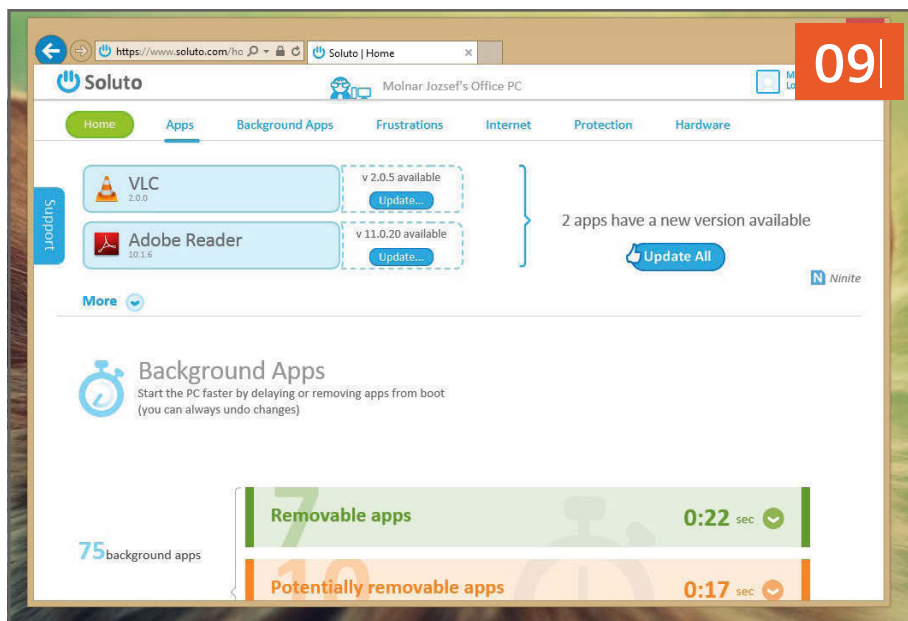 09
https://www.soluto.com/ho
Soluto | Home
Soluto
Molnar Jozsef's Office PC
Home
Apps
Background Apps
Frustrations
Internet
Protection
Hardware
Support
VLC
2.0.0
v 2.0.5 available
Update...
Adobe Reader
10.1.6
v 11.0.20 available
Update...
2 apps have a new version available
Update All
Ninite
More
Background Apps
Start the PC faster by delaying or removing apps from boot
(you can always undo changes)
75 background apps
7
Removable apps
0:22 sec
10
Potentially removable apps
0:17 sec